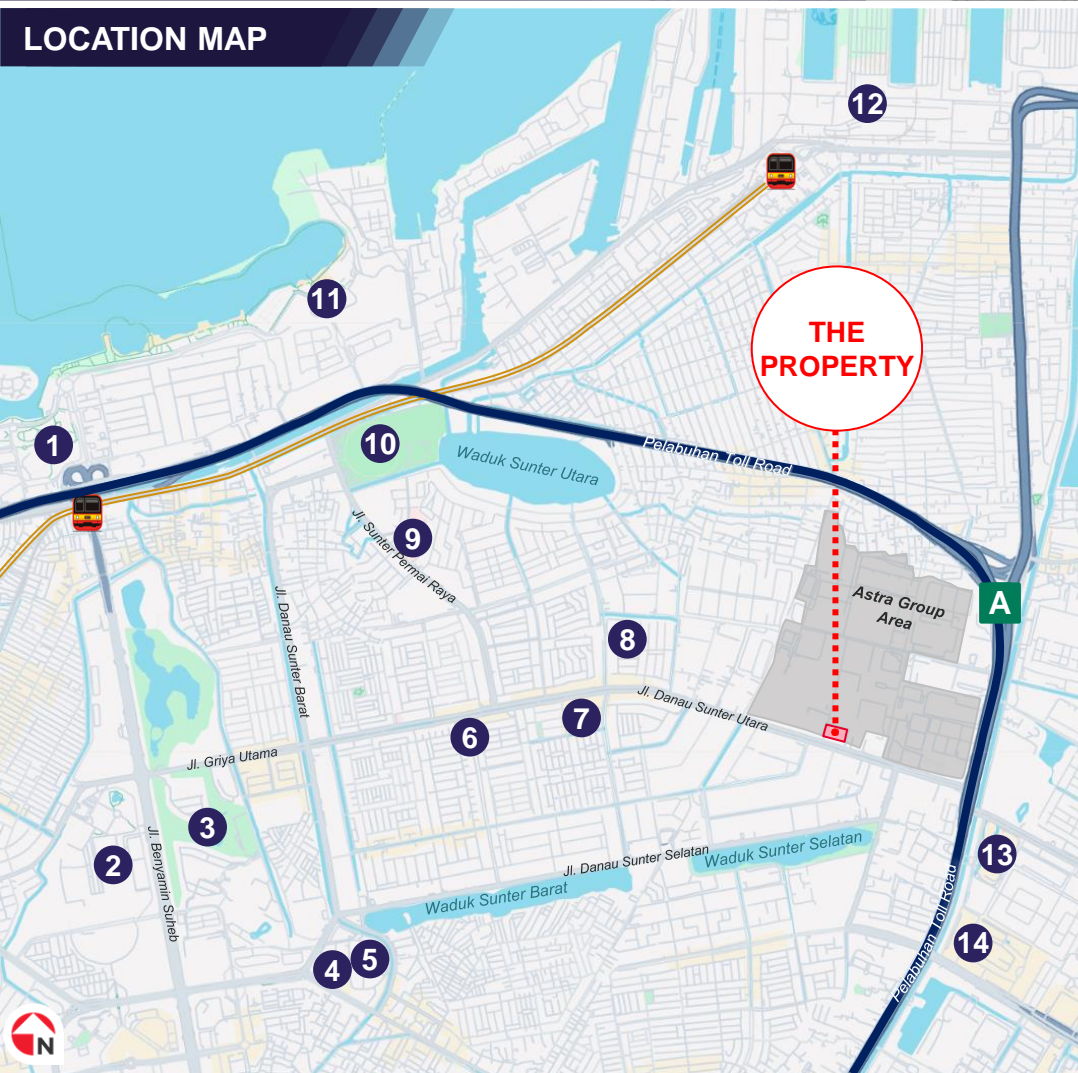 LOCATION MAP
12
THE
PROPERTY
11
1
10
Waduk Sunter Utara
Pelabuhan Toll Road
9
Jl. Sunter Permai Raya
Jl. Danau Sunter Barat
Astra Group
Area
A
8
7
6
Jl. Danau Sunter Utara
Jl. Griya Utama
3
2
Jl. Benyamin Suheb
Jl. Danau Sunter Selatan
Waduk Sunter Selatan
Waduk Sunter Barat
13
Pelabuhan Toll Road
14
4
5
N